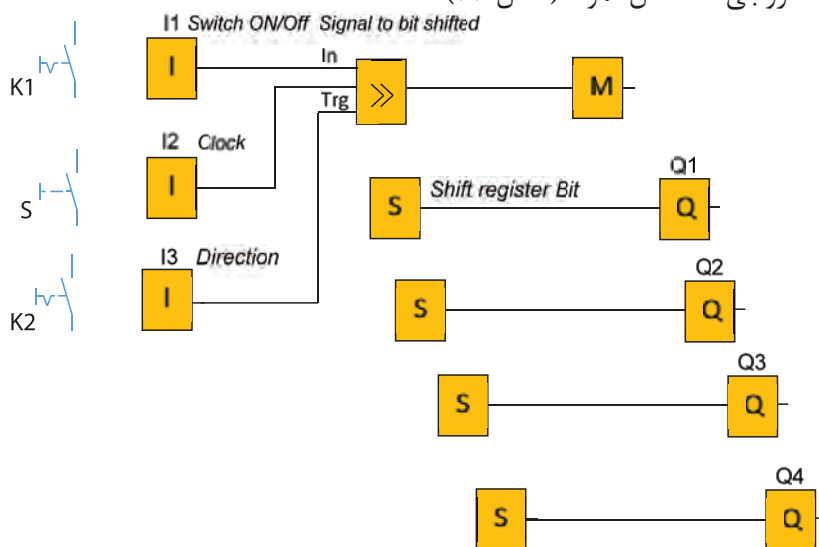 I1 Switch ON/Off Signal to bit shifted
K1
I
In
Trg
M
I2 Clock
S
I
S
Shift register Bit
Q1
Q
I3 Direction
K2
I
S
Q2
Q
S
Q3
Q
S
Q4
Q